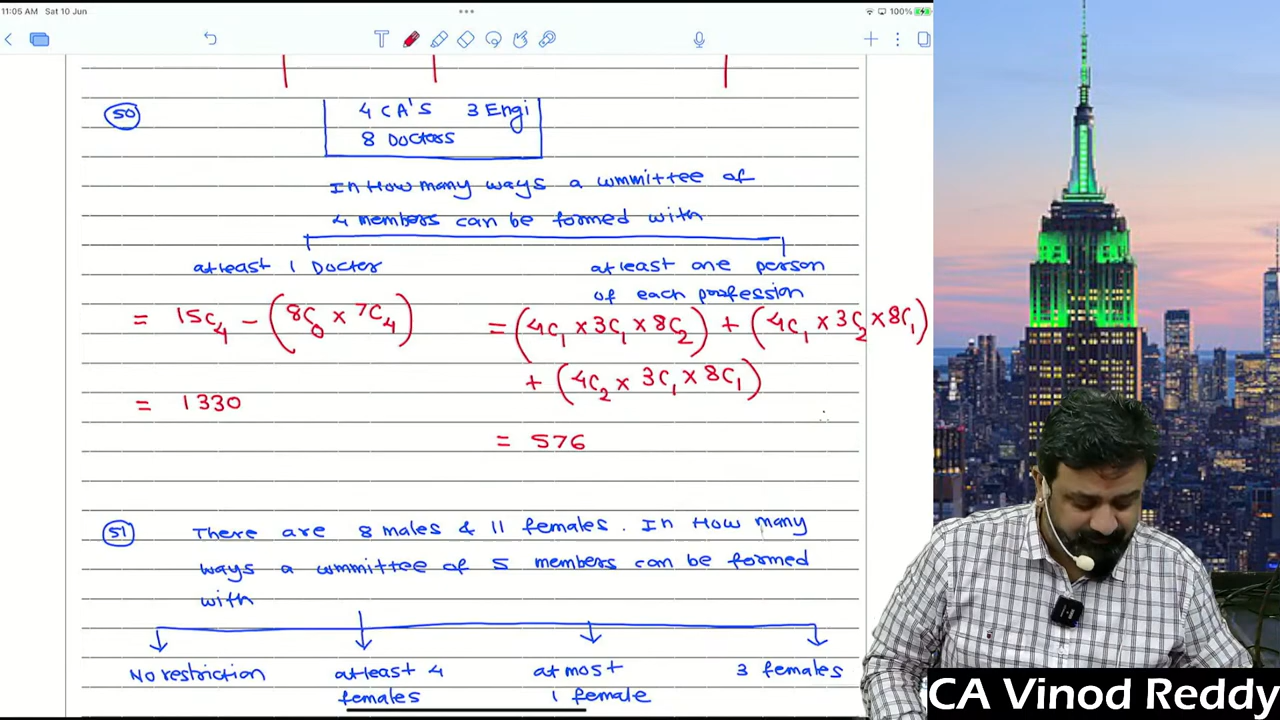 11:05 AM Sat 10 Jun
100%
T
50
4 CA'S 3 Engi
8 Doctors
In How many ways a committee of
4 members can be formed with
atleast 1 Doctor
atleast one person
of each profession
= 15C4 - (8C0 × 7C4)
= (4C1 × 3C1 × 8C2) + (4C1 × 3C2 × 8C1)
+ (4C2 × 3C1 × 8C1)
= 1330
= 576
51
There are 8 males & 11 females. In How many
ways a committee of 5 members can be formed
with
No restriction
atleast 4
females
atmost
1 female
3 females
CA Vinod Reddy